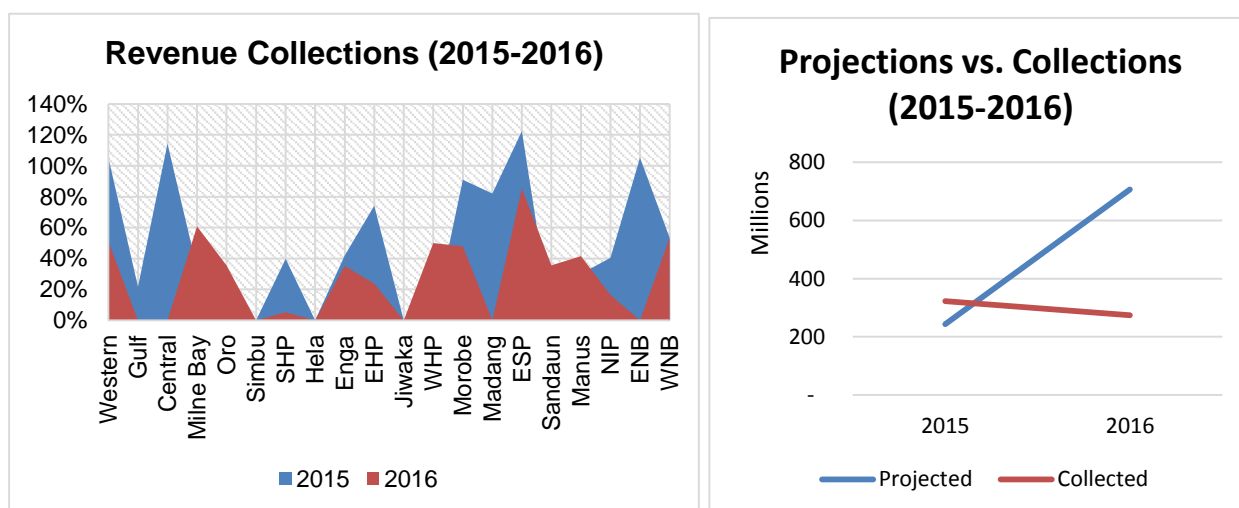 Revenue Collections (2015-2016)
140%
120%
100%
80%
60%
40%
20%
0%
Western
Gulf
Central
Milne Bay
Oro
Simbu
SHP
Hela
Enga
EHP
Jiwaka
WHP
Morobe
Madang
ESP
Sandaun
Manus
NIP
ENB
WNB
2015 2016
Projections vs. Collections
(2015-2016)
Millions
800
600
400
200
-
2015 2016
Projected Collected